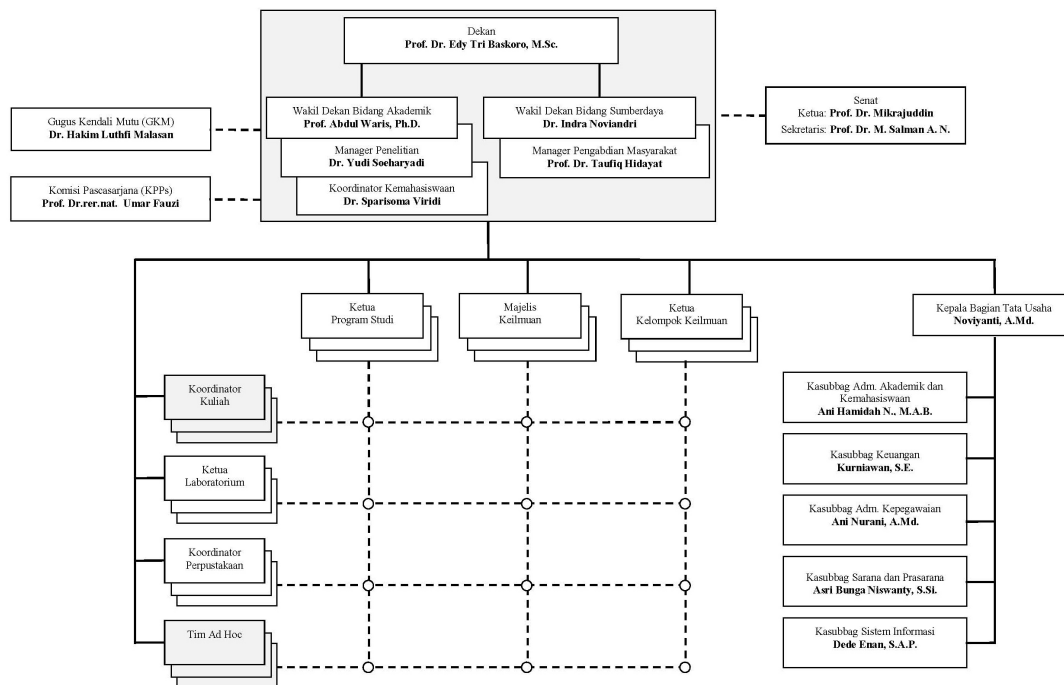 Dekan
Prof. Dr. Edy Tri Baskoro, M.Sc.
Wakil Dekan Bidang Akademik
Prof. Abdul Waris, Ph.D.
Manager Penelitian
Dr. Yudi Soeharyadi
Koordinator Kemahasiswaan
Dr. Sparisoma Viridi
Wakil Dekan Bidang Sumberdaya
Dr. Indra Noviandri
Manager Pengabdian Masyarakat
Prof. Dr. Taufiq Hidayat
Gugus Kendali Mutu (GKM)
Dr. Hakim Luthfi Malasan
Komisi Pascasarjana (KPPs)
Prof. Dr.rer.nat. Umar Fauzi
Senat
Ketua: Prof. Dr. Mikrajuddin
Sekretaris: Prof. Dr. M. Salman A. N.
Ketua
Program Studi
Majelis
Keilmuan
Ketua
Kelompok Keilmuan
Kepala Bagian Tata Usaha
Noviyanti, A.Md.
Koordinator
Kuliah
Ketua
Laboratorium
Koordinator
Perpustakaan
Tim Ad Hoc
Kasubbag Adm. Akademik dan
Kemahasiswaan
Ani Hamidah N., M.A.B.
Kasubbag Keuangan
Kurniawan, S.E.
Kasubbag Adm. Kepegawaian
Ani Nurani, A.Md.
Kasubbag Sarana dan Prasarana
Asri Bunga Niswanty, S.Si.
Kasubbag Sistem Informasi
Dede Enan, S.A.P.